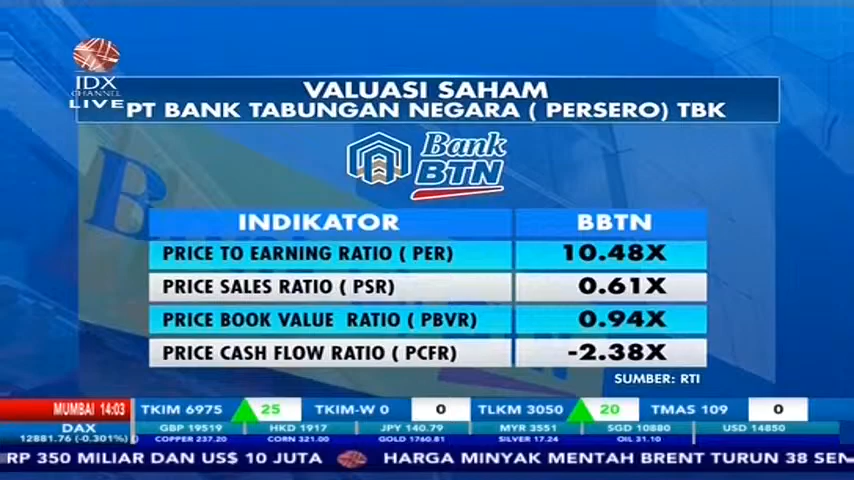 IDX
CHANNEL
LIVE
VALUASI SAHAM
PT BANK TABUNGAN NEGARA ( PERSERO) TBK
Bank
BTN
INDIKATOR BBTN
PRICE TO EARNING RATIO ( PER) 10.48X
PRICE SALES RATIO ( PSR) 0.61X
PRICE BOOK VALUE RATIO ( PBVR) 0.94X
PRICE CASH FLOW RATIO ( PCFR) -2.38X
SUMBER: RTI
MUMBAI 14:03 TKIM 6975 25 TKIM-W 0 0 TLKM 3050 20 TMAS 109 0
DAX GBP 19519 HKD 1917 JPY 140.79 MYR 3551 SGD 10880 USD 14850
12881.76 (-0.301%) COPPER 237.20 CORN 321.00 GOLD 1760.81 SILVER 17.24 OIL 31.10
RP 350 MILIAR DAN US$ 10 JUTA HARGA MINYAK MENTAH BRENT TURUN 38 SEN